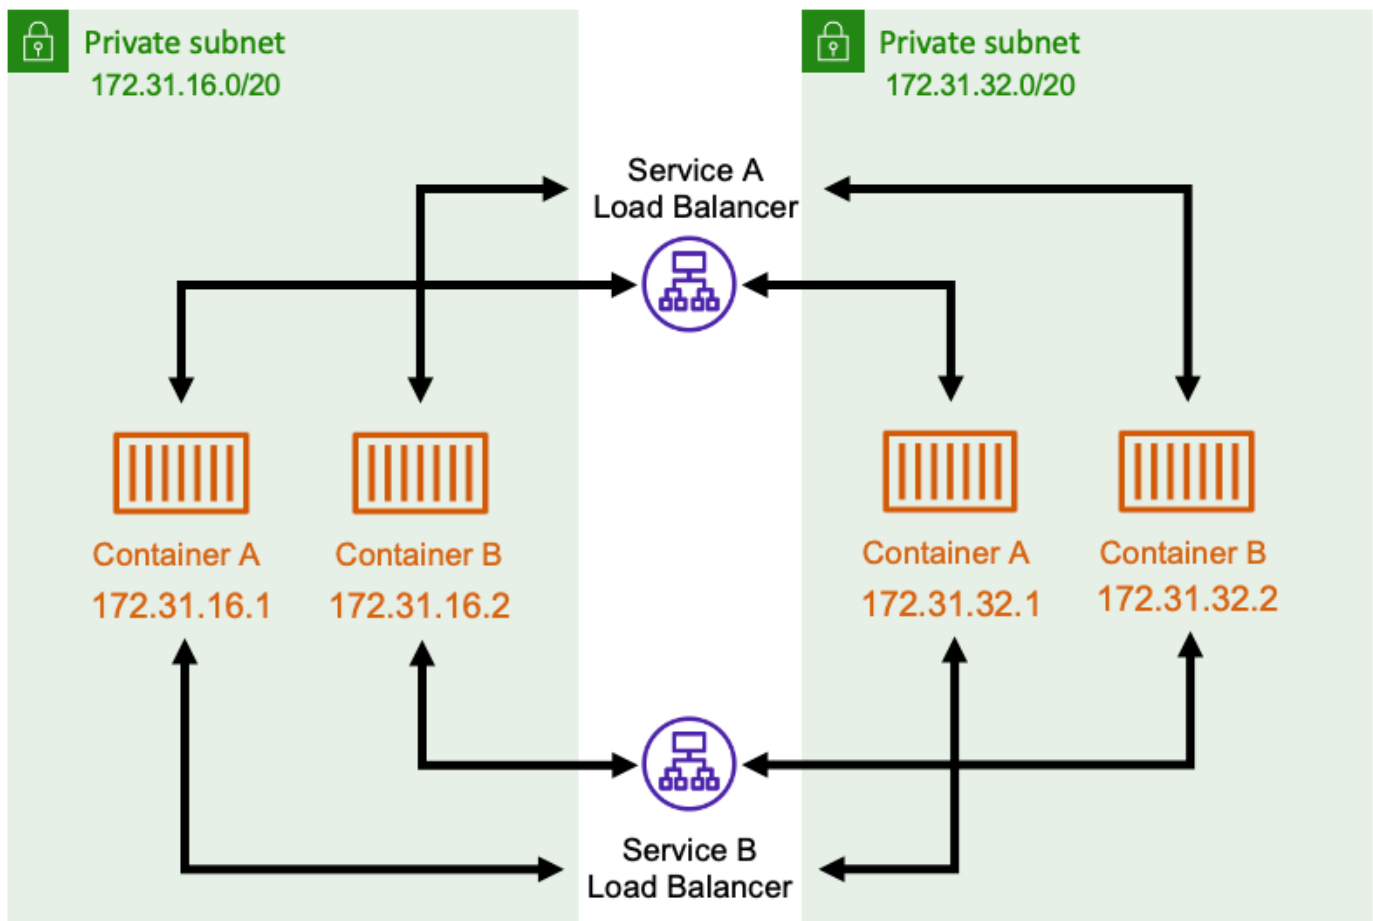 Private subnet
172.31.16.0/20
Private subnet
172.31.32.0/20
Service A
Load Balancer
Container A
172.31.16.1
Container B
172.31.16.2
Container A
172.31.32.1
Container B
172.31.32.2
Service B
Load Balancer